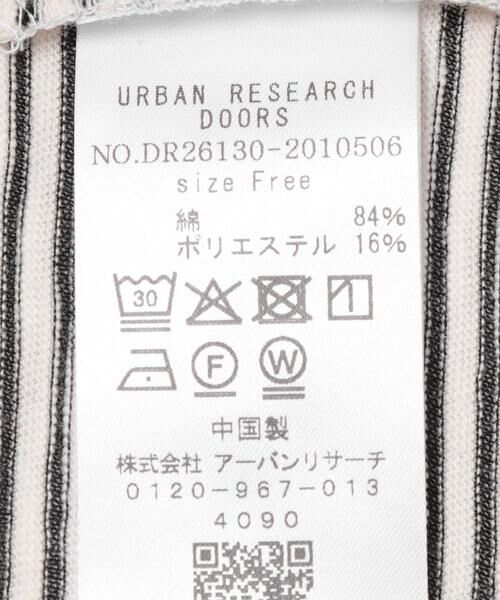 URBAN RESEARCH
DOORS
NO.DR26130-2010506
size Free
綿 84%
ポリエステル 16%
30
F W
中国製
株式会社 アーバンリサーチ
0120-967-013
4090